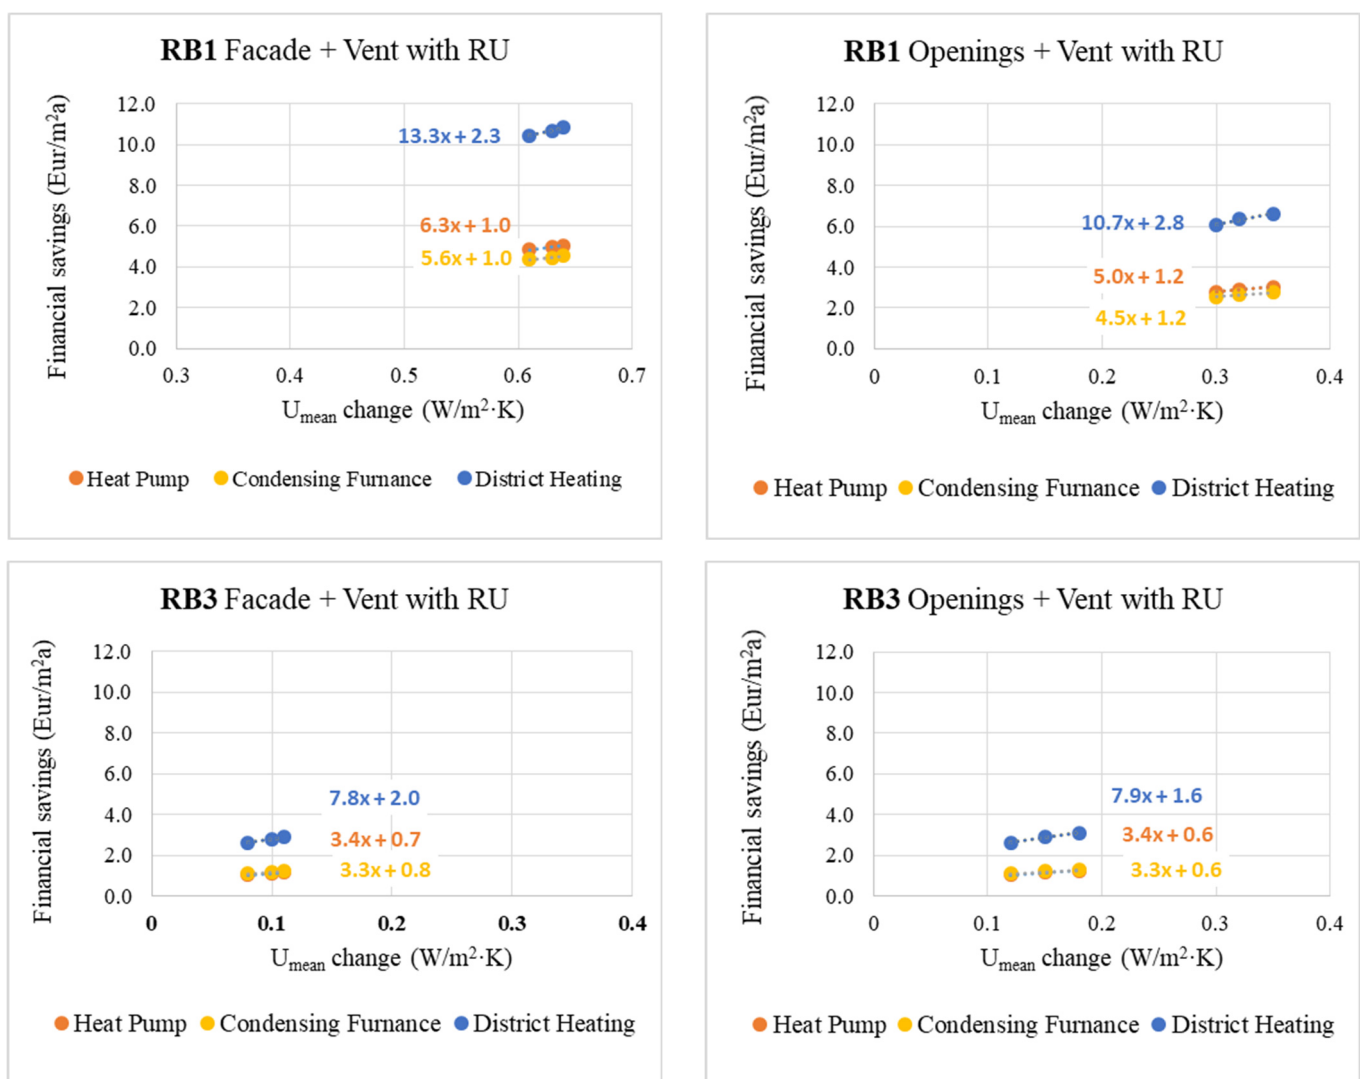 RB1 Facade + Vent with RU
Financial savings (Eur/m²a)
12.0
10.0
8.0
6.0
4.0
2.0
0.0
13.3x + 2.3
6.3x + 1.0
5.6x + 1.0
0.3 0.4 0.5 0.6 0.7
Umean change (W/m²·K)
Heat Pump Condensing Furnance District Heating
RB1 Openings + Vent with RU
Financial savings (Eur/m²a)
12.0
10.0
8.0
6.0
4.0
2.0
0.0
10.7x + 2.8
5.0x + 1.2
4.5x + 1.2
0 0.1 0.2 0.3 0.4
Umean change (W/m²·K)
Heat Pump Condensing Furnance District Heating
RB3 Facade + Vent with RU
Financial savings (Eur/m²a)
12.0
10.0
8.0
6.0
4.0
2.0
0.0
7.8x + 2.0
3.4x + 0.7
3.3x + 0.8
0 0.1 0.2 0.3 0.4
Umean change (W/m²·K)
Heat Pump Condensing Furnance District Heating
RB3 Openings + Vent with RU
Financial savings (Eur/m²a)
12.0
10.0
8.0
6.0
4.0
2.0
0.0
7.9x + 1.6
3.4x + 0.6
3.3x + 0.6
0 0.1 0.2 0.3 0.4
Umean change (W/m²·K)
Heat Pump Condensing Furnance District Heating